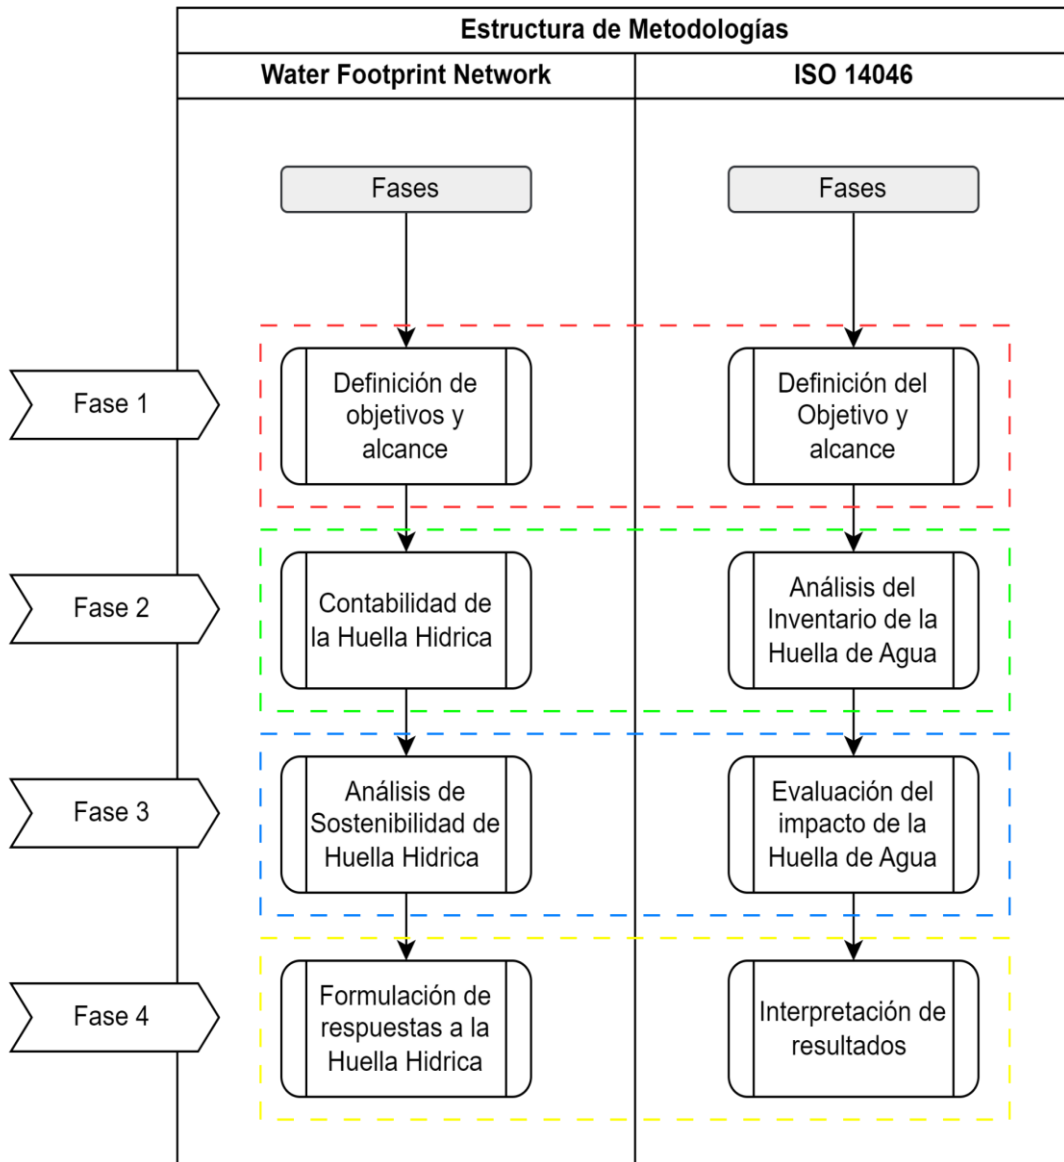 Estructura de Metodologías
Water Footprint Network
ISO 14046
Fases
Fases
Fase 1
Definición de
objetivos y
alcance
Definición del
Objetivo y
alcance
Fase 2
Contabilidad de
la Huella Hidrica
Análisis del
Inventario de la
Huella de Agua
Fase 3
Análisis de
Sostenibilidad de
Huella Hidrica
Evaluación del
impacto de la
Huella de Agua
Fase 4
Formulación de
respuestas a la
Huella Hidrica
Interpretación de
resultados